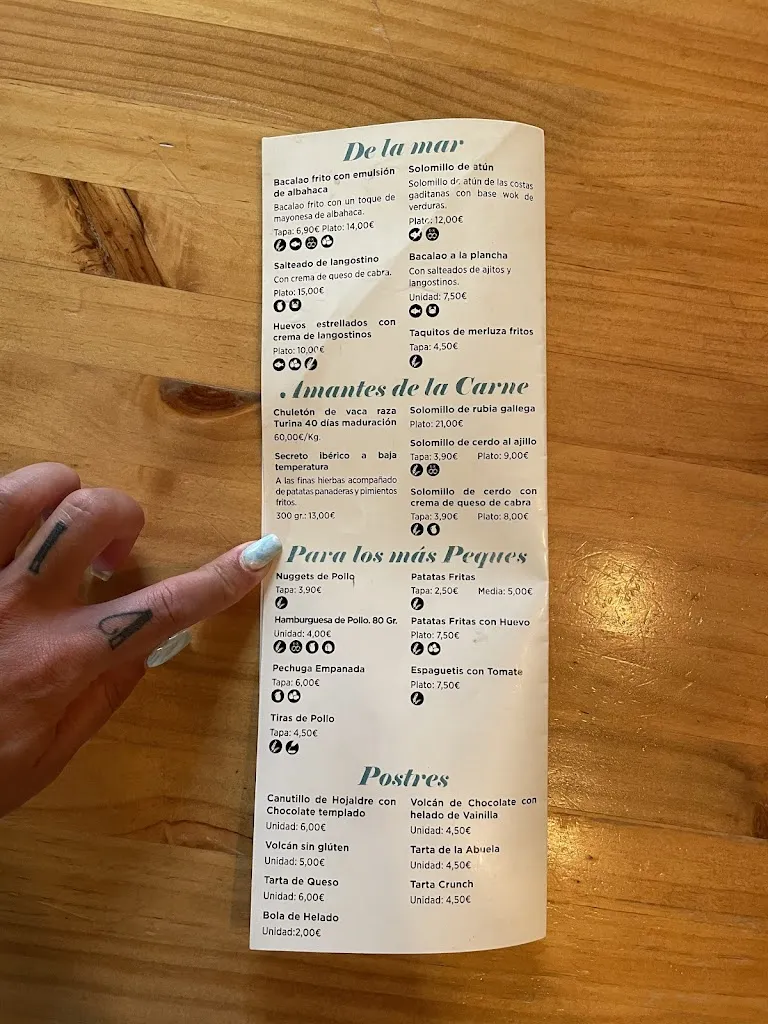 De la mar
Bacalao frito con emulsión
de albahaca
Bacalao frito con un toque de
mayonesa de albahaca.
Tapa: 6,90€ Plato: 14,00€
Salteado de langostino
Con crema de queso de cabra.
Plato: 15,00€
Huevos estrellados con
crema de langostinos
Plato: 10,00€
Solomillo de atún
Solomillo de atún de las costas
gaditanas con base wok de
verduras.
Plato: 12,00€
Bacalao a la plancha
Con salteados de ajitos y
langostinos.
Unidad: 7,50€
Taquitos de merluza fritos
Tapa: 4,50€
Amantes de la Carne
Chuletón de vaca raza
Turina 40 días maduración
60,00€/Kg.
Secreto ibérico a baja
temperatura
A las finas hierbas acompañado
de patatas panaderas y pimientos
fritos.
300 gr.: 13,00€
Solomillo de rubia gallega
Plato: 21,00€
Solomillo de cerdo al ajillo
Tapa: 3,90€ Plato: 9,00€
Solomillo de cerdo con
crema de queso de cabra
Tapa: 3,90€ Plato: 8,00€
Para los más Peques
Nuggets de Pollo
Tapa: 3,90€
Hamburguesa de Pollo. 80 Gr.
Unidad: 4,00€
Pechuga Empanada
Tapa: 6,00€
Tiras de Pollo
Tapa: 4,50€
Patatas Fritas
Tapa: 2,50€ Media: 5,00€
Patatas Fritas con Huevo
Plato: 7,50€
Espaguetis con Tomate
Plato: 7,50€
Postres
Canutillo de Hojaldre con
Chocolate templado
Unidad: 6,00€
Volcán sin glúten
Unidad: 5,00€
Tarta de Queso
Unidad: 6,00€
Bola de Helado
Unidad:2,00€
Volcán de Chocolate con
helado de Vainilla
Unidad: 4,50€
Tarta de la Abuela
Unidad: 4,50€
Tarta Crunch
Unidad: 4,50€